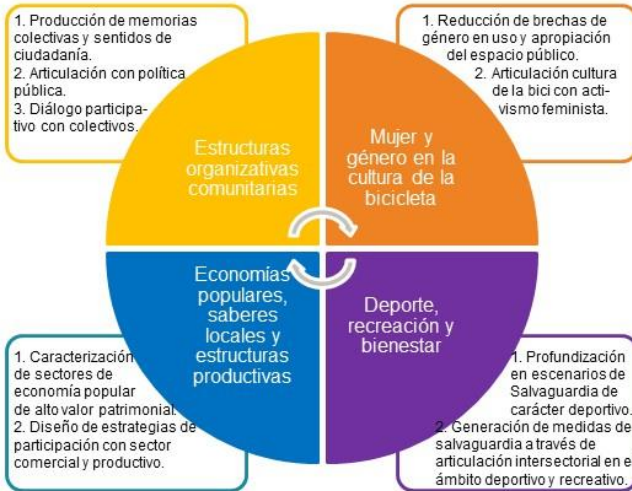 1. Producción de memorias
colectivas y sentidos de
ciudadanía.
2. Articulación con política
pública.
3. Diálogo participa-
tivo con colectivos.
1. Reducción de brechas de
género en uso y apropiación
del espacio público.
2. Articulación cultura
de la bici con acti-
vismo feminista.
Estructuras
organizativas
comunitarias
Mujer y
género en la
cultura de la
bicicleta
Economías
populares,
saberes
locales y
estructuras
productivas
Deporte,
recreación y
bienestar
1. Caracterización
de sectores de
economía popular
de alto valor patrimonial.
2. Diseño de estrategias de
participación con sector
comercial y productivo.
1. Profundización
en escenarios de
Salvaguardia de
carácter deportivo.
2. Generación de medidas de
salvaguardia a través de
articulación intersectorial en e
ámbito deportivo y recreativo.